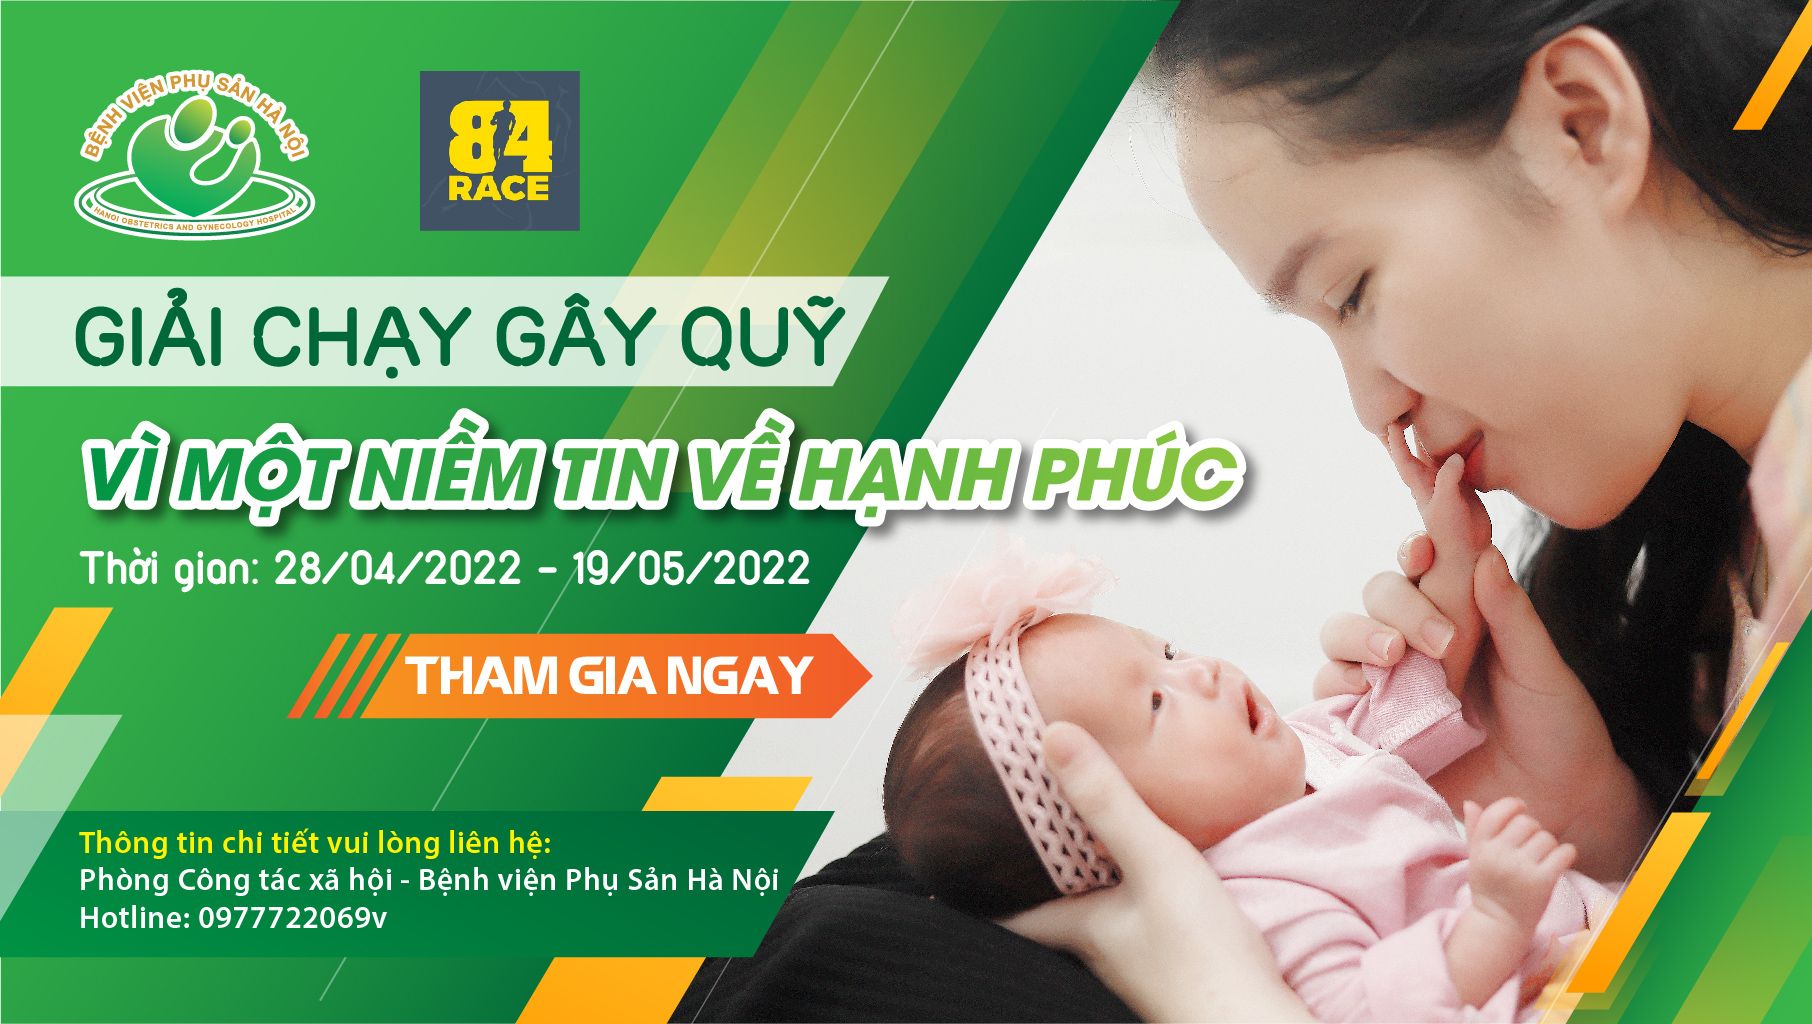 BỆNH VIỆN PHỤ SẢN HÀ NỘI
HANOI OBSTETRICS AND GYNECOLOGY HOSPITAL
84
RACE
GIẢI CHẠY GÂY QUỸ
VÌ MỘT NIỀM TIN VỀ HẠNH PHÚC
Thời gian: 28/04/2022 - 19/05/2022
THAM GIA NGAY
Thông tin chi tiết vui lòng liên hệ:
Phòng Công tác xã hội - Bệnh viện Phụ Sản Hà Nội
Hotline: 0977722069v